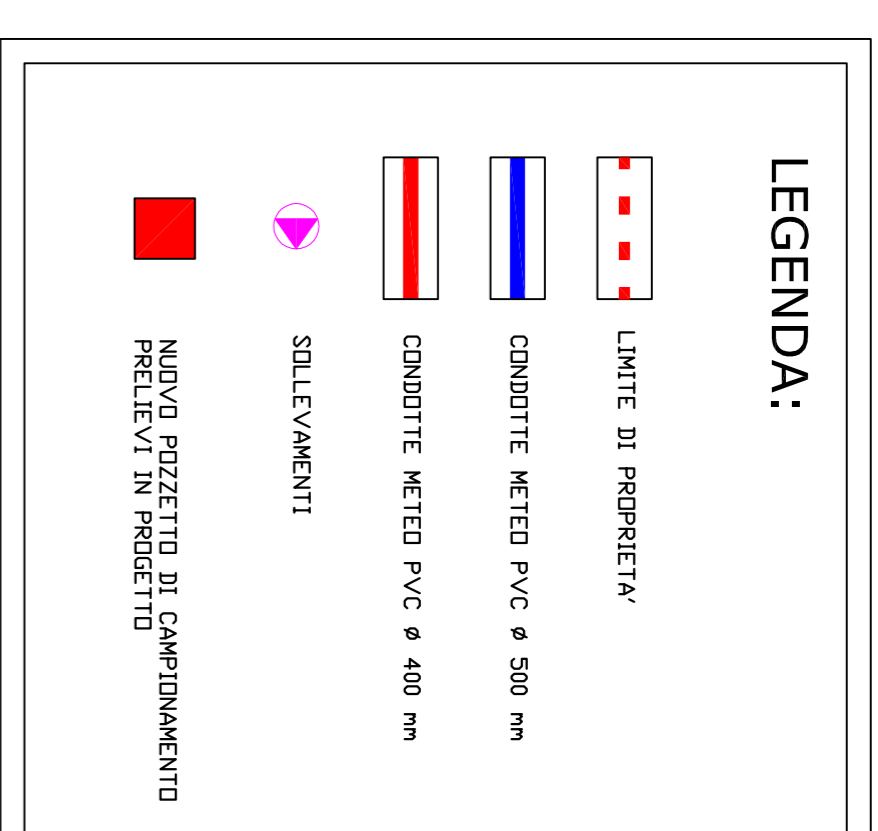 LEGENDA:
LIMITE DI PROPRIETA'
CONDOTTE METEO PVC Ø 500 mm
CONDOTTE METEO PVC Ø 400 mm
SOLLEVAMENTI
NUOVO POZZETTO DI CAMPIONAMENTO
PRELIEVI IN PROGETTO